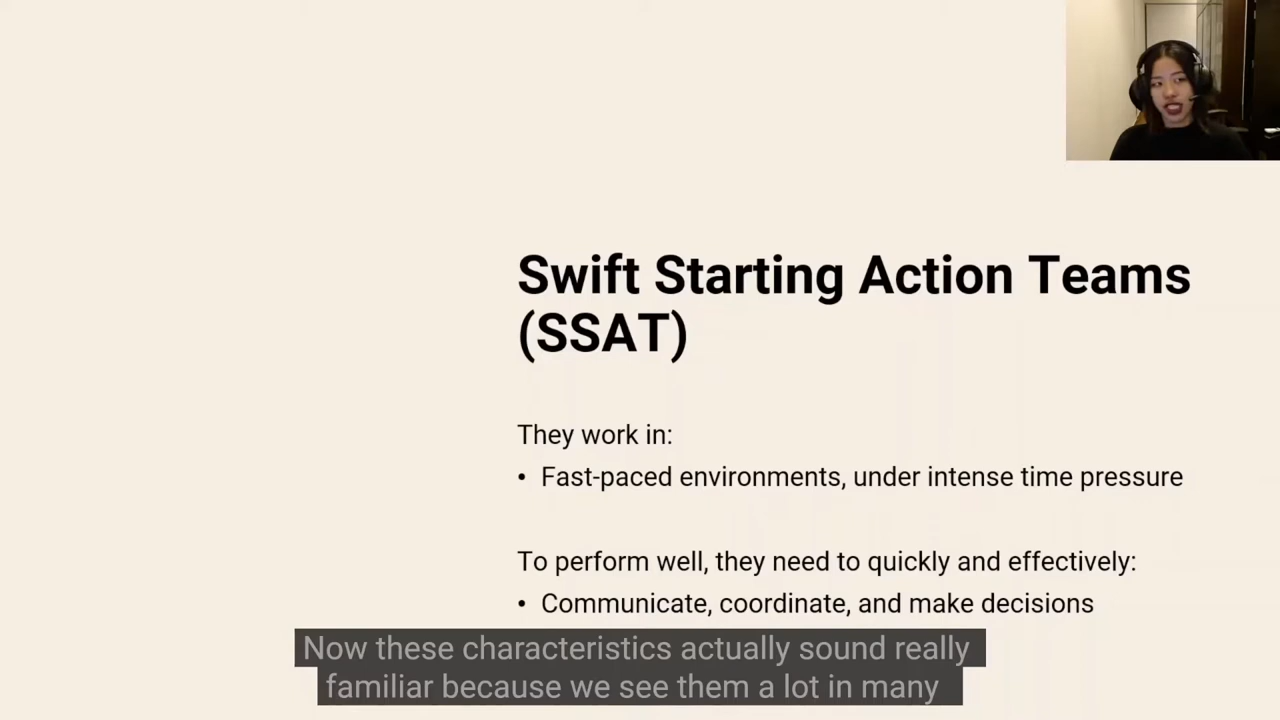 Swift Starting Action Teams
(SSAT)
They work in:
• Fast-paced environments, under intense time pressure
To perform well, they need to quickly and effectively:
• Communicate, coordinate, and make decisions
Now these characteristics actually sound really
familiar because we see them a lot in many